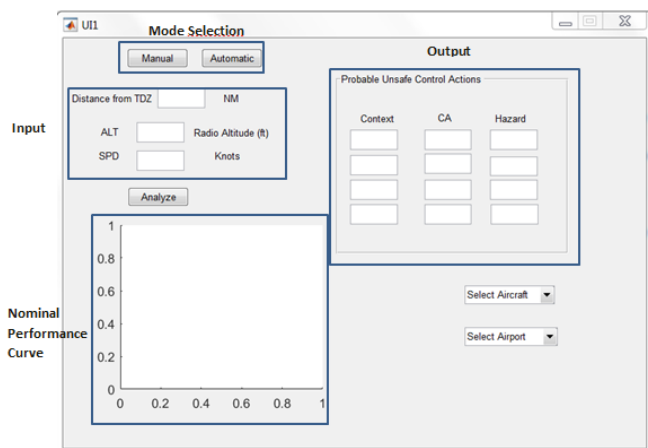 UI1
Mode Selection
Manual
Automatic
Output
Input
Distance from TDZ NM
ALT Radio Altitude (ft)
SPD Knots
Analyze
Probable Unsafe Control Actions
Context CA Hazard
Nominal
Performance
Curve
1
0.8
0.6
0.4
0.2
0
0 0.2 0.4 0.6 0.8 1
Select Aircraft
Select Airport